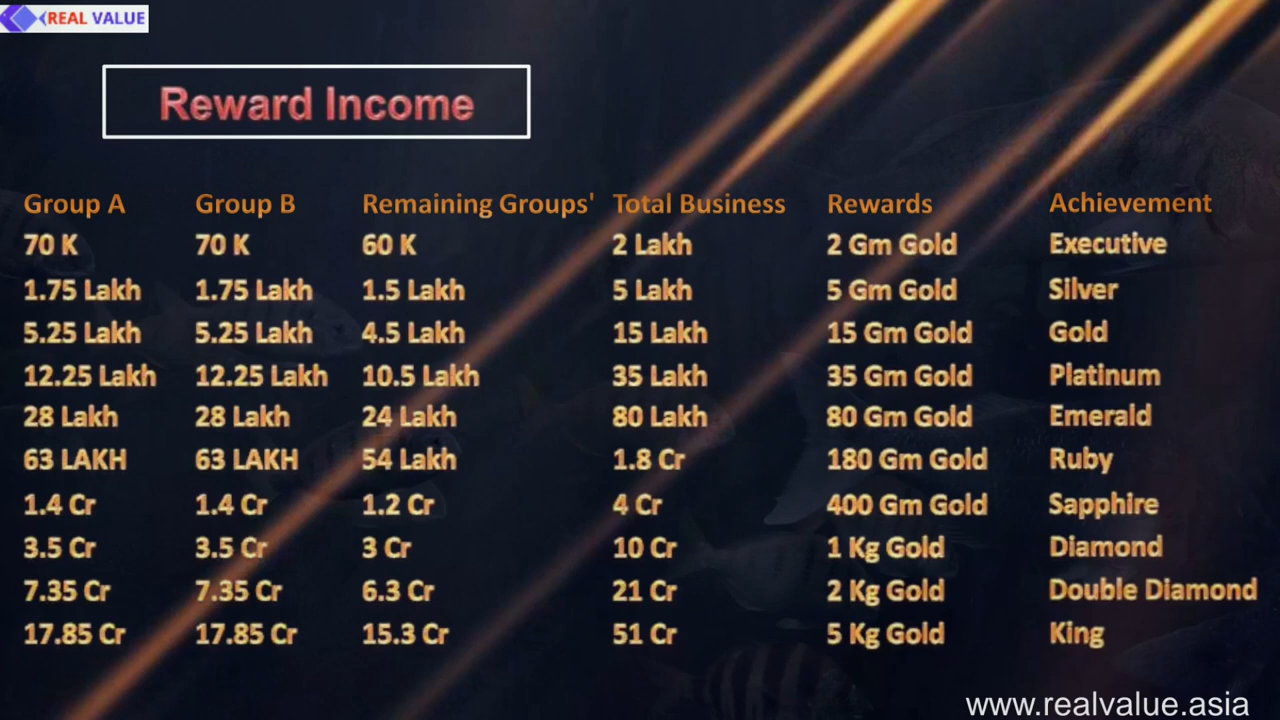 REAL VALUE
Reward Income
Group A Group B Remaining Groups' Total Business Rewards Achievement
70 K 70 K 60 K 2 Lakh 2 Gm Gold Executive
1.75 Lakh 1.75 Lakh 1.5 Lakh 5 Lakh 5 Gm Gold Silver
5.25 Lakh 5.25 Lakh 4.5 Lakh 15 Lakh 15 Gm Gold Gold
12.25 Lakh 12.25 Lakh 10.5 Lakh 35 Lakh 35 Gm Gold Platinum
28 Lakh 28 Lakh 24 Lakh 80 Lakh 80 Gm Gold Emerald
63 LAKH 63 LAKH 54 Lakh 1.8 Cr 180 Gm Gold Ruby
1.4 Cr 1.4 Cr 1.2 Cr 4 Cr 400 Gm Gold Sapphire
3.5 Cr 3.5 Cr 3 Cr 10 Cr 1 Kg Gold Diamond
7.35 Cr 7.35 Cr 6.3 Cr 21 Cr 2 Kg Gold Double Diamond
17.85 Cr 17.85 Cr 15.3 Cr 51 Cr 5 Kg Gold King
www.realvalue.asia